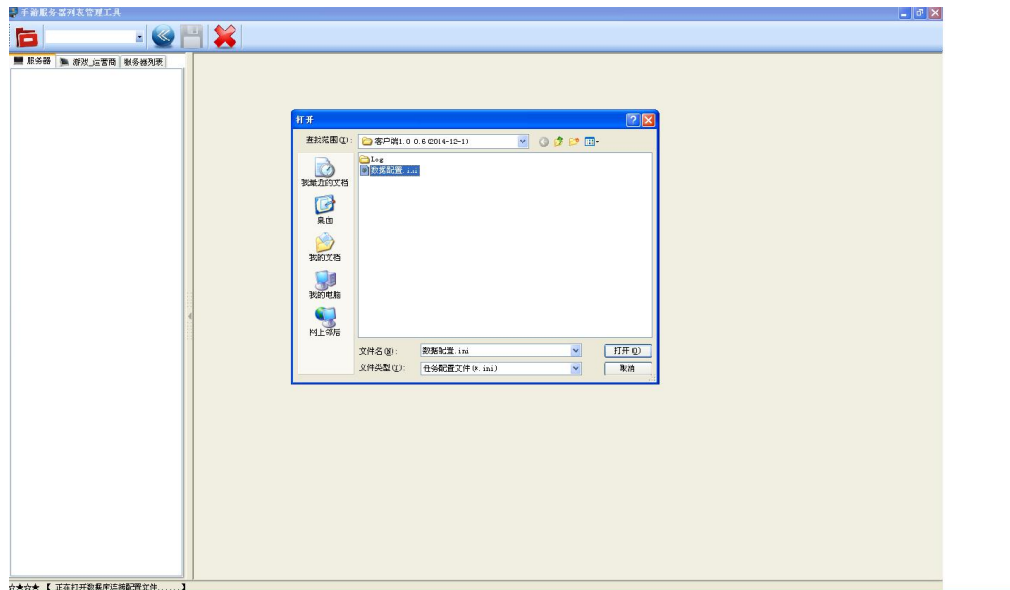 手游服务器列表管理工具
服务器
游戏_运营商
服务器列表
打开
查找范围(I):
客户端1.0 0.6(2014-12-1)
Log
数据配置.ini
我最近的文档
桌面
我的文档
我的电脑
网上邻居
文件名(N):
数据配置.ini
打开(O)
文件类型(T):
任务配置文件(*.ini)
取消
☆★☆★ 【 正在打开数据库连接配置文件......】